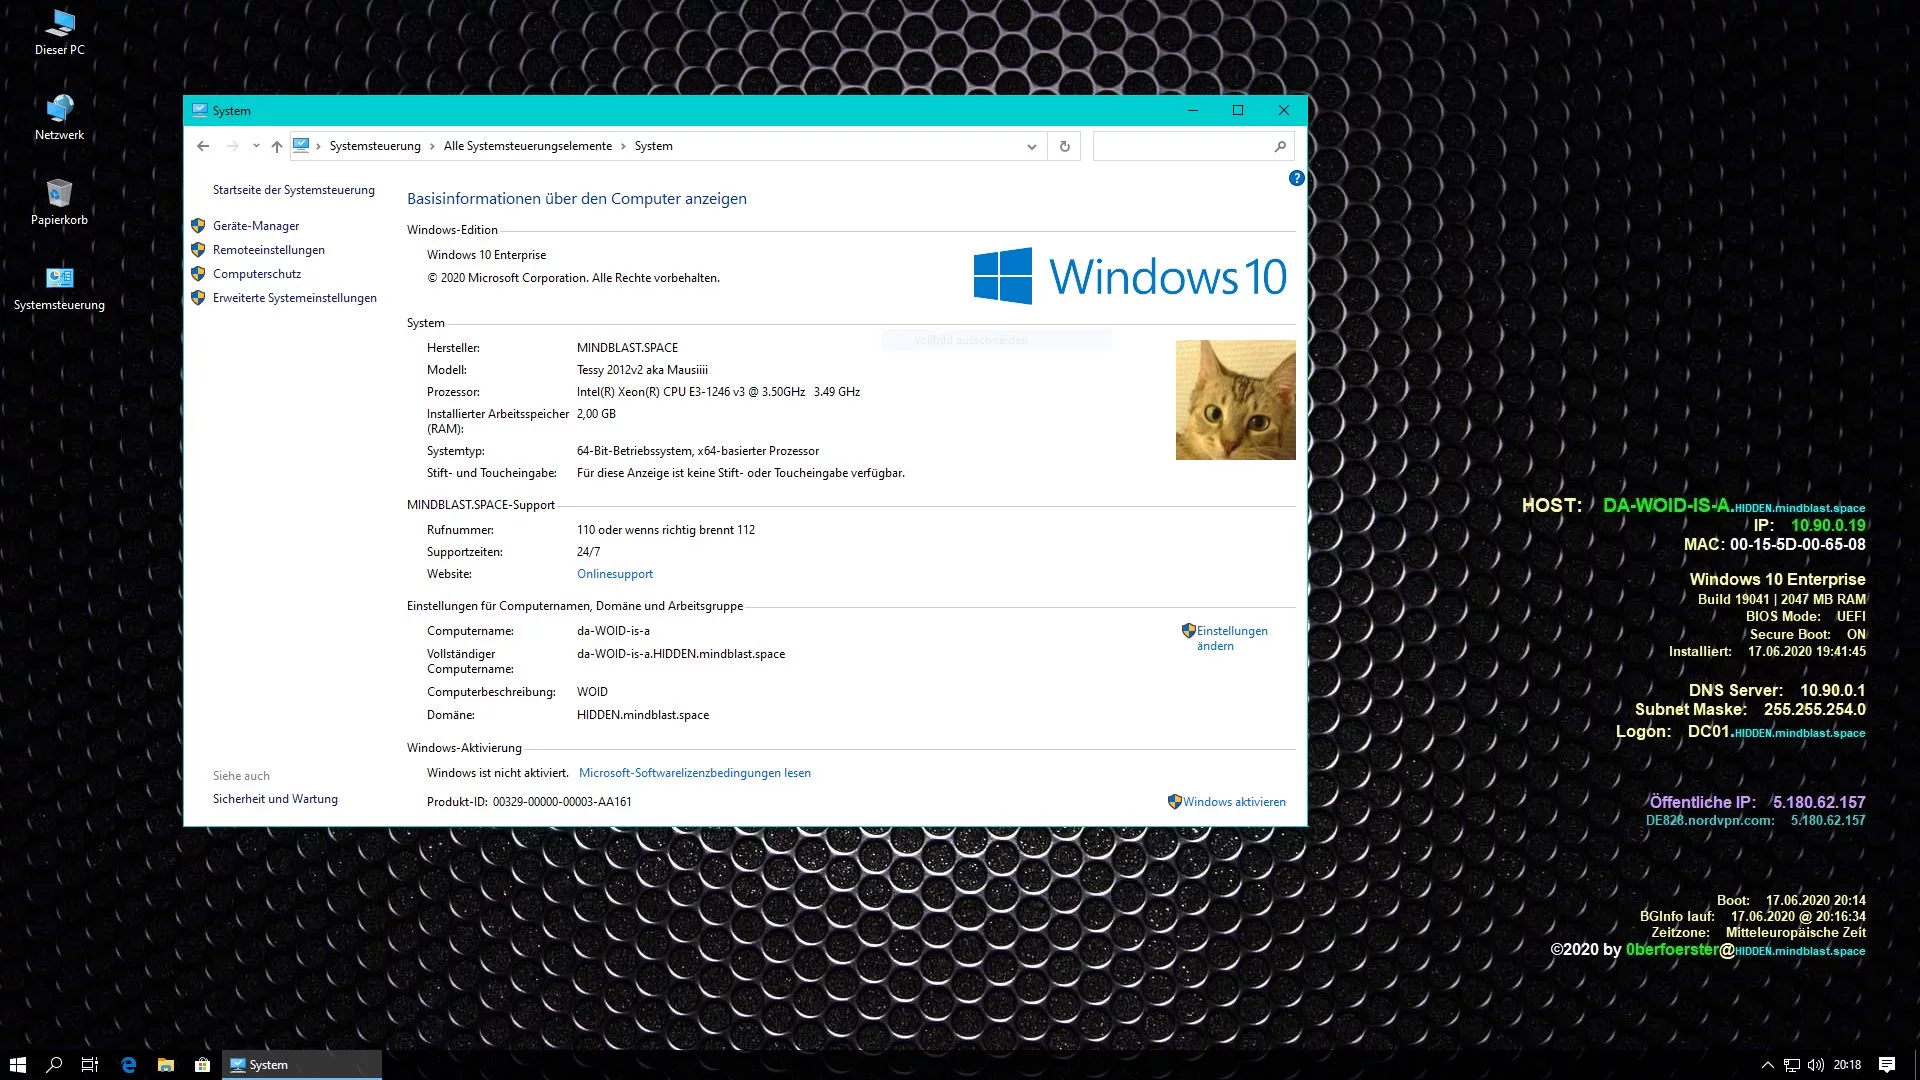 Dieser PC
Netzwerk
Papierkorb
Systemsteuerung
System
Systemsteuerung
Alle Systemsteuerungselemente
System
Startseite der Systemsteuerung
Geräte-Manager
Remoteeinstellungen
Computerschutz
Erweiterte Systemeinstellungen
Siehe auch
Sicherheit und Wartung
Basisinformationen über den Computer anzeigen
Windows-Edition
Windows 10 Enterprise
© 2020 Microsoft Corporation. Alle Rechte vorbehalten.
Windows 10
System
Vollbild ausschneiden
Hersteller: MINDBLAST.SPACE
Modell: Tessy 2012v2 aka Mausiiii
Prozessor: Intel(R) Xeon(R) CPU E3-1246 v3 @ 3.50GHz 3.49 GHz
Installierter Arbeitsspeicher 2,00 GB
(RAM):
Systemtyp: 64-Bit-Betriebssystem, x64-basierter Prozessor
Stift- und Toucheingabe: Für diese Anzeige ist keine Stift- oder Toucheingabe verfügbar.
MINDBLAST.SPACE-Support
Rufnummer: 110 oder wenns richtig brennt 112
Supportzeiten: 24/7
Website: Onlinesupport
Einstellungen für Computernamen, Domäne und Arbeitsgruppe
Computername: da-WOID-is-a
Einstellungen
ändern
Vollständiger da-WOID-is-a.HIDDEN.mindblast.space
Computername:
Computerbeschreibung: WOID
Domäne: HIDDEN.mindblast.space
Windows-Aktivierung
Windows ist nicht aktiviert. Microsoft-Softwarelizenzbedingungen lesen
Produkt-ID: 00329-00000-00003-AA161
Windows aktivieren
HOST: DA-WOID-IS-A.HIDDEN.mindblast.space
IP: 10.90.0.19
MAC: 00-15-5D-00-65-08
Windows 10 Enterprise
Build 19041 | 2047 MB RAM
BIOS Mode: UEFI
Secure Boot: ON
Installiert: 17.06.2020 19:41:45
DNS Server: 10.90.0.1
Subnet Maske: 255.255.254.0
Logon: DC01.HIDDEN.mindblast.space
Öffentliche IP: 5.180.62.157
DE828.nordvpn.com: 5.180.62.157
Boot: 17.06.2020 20:14
BGInfo lauf: 17.06.2020 @ 20:16:34
Zeitzone: Mitteleuropäische Zeit
©2020 by 0berfoerster@HIDDEN.mindblast.space
System
20:18